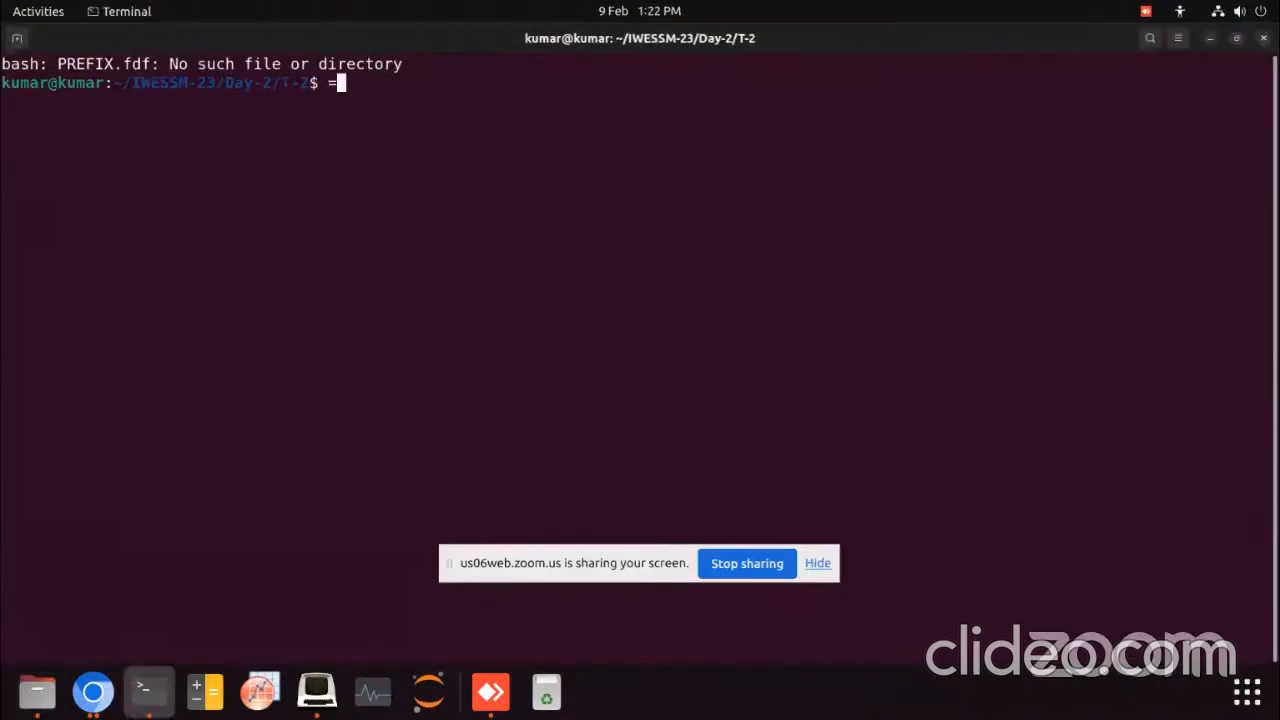 Activities Terminal 9 Feb 1:22 PM
kumar@kumar: ~/IWESSM-23/Day-2/T-2
bash: PREFIX.fdf: No such file or directory
kumar@kumar:~/IWESSM-23/Day-2/T-2$ =
us06web.zoom.us is sharing your screen. Stop sharing Hide
clideo.com
zoom